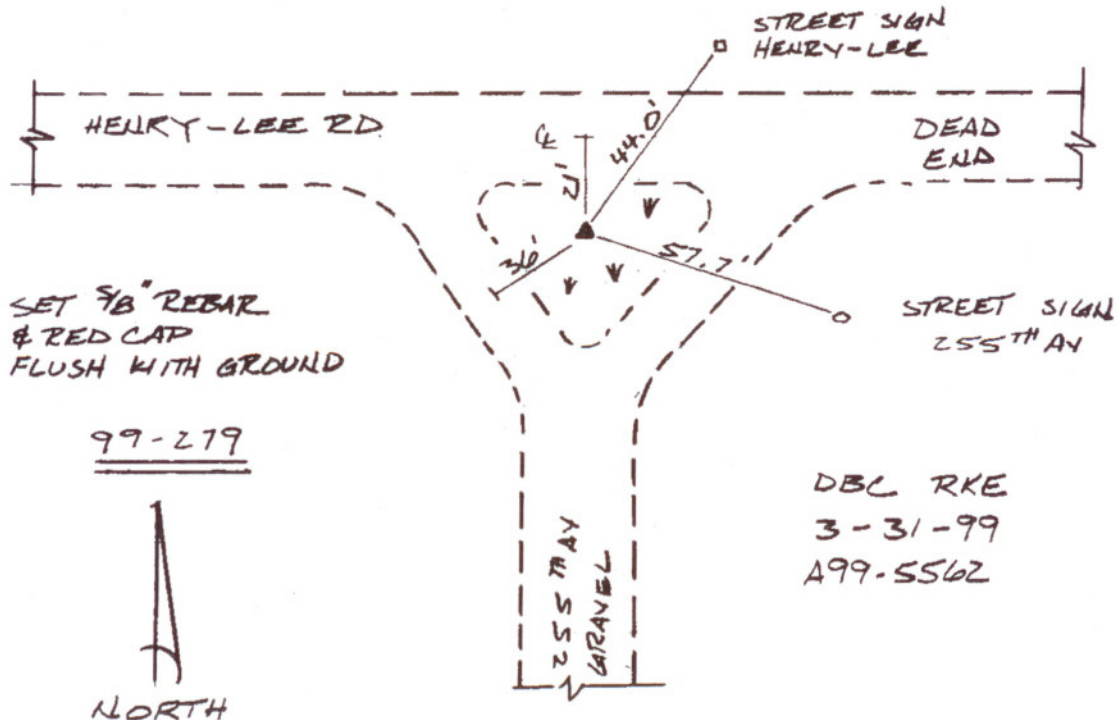 STREET SIGN
HENRY-LEE
HENRY-LEE RD
DEAD
END
℄
21'
44.0'
36'
57.7'
SET 5/8" REBAR
& RED CAP
FLUSH WITH GROUND
STREET SIGN
255TH AV
99-279
DBC RKE
3-31-99
A99-5562
255TH AV
GRAVEL
NORTH